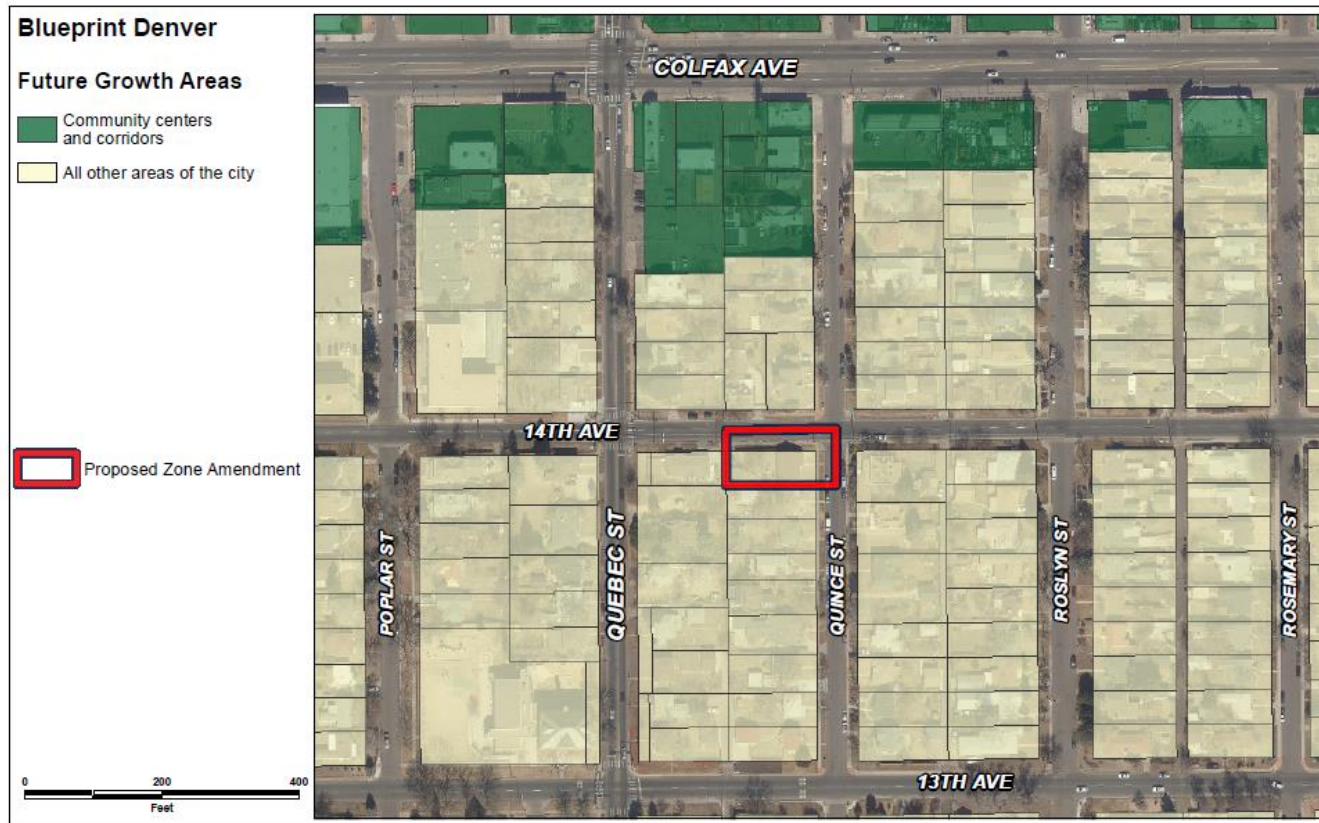 Blueprint Denver
Future Growth Areas
Community centers
and corridors
All other areas of the city
Proposed Zone Amendment
0 200 400
Feet
COLFAX AVE
14TH AVE
POPLAR ST
QUEBEC ST
QUINCE ST
ROSLYN ST
ROSEMARY ST
13TH AVE